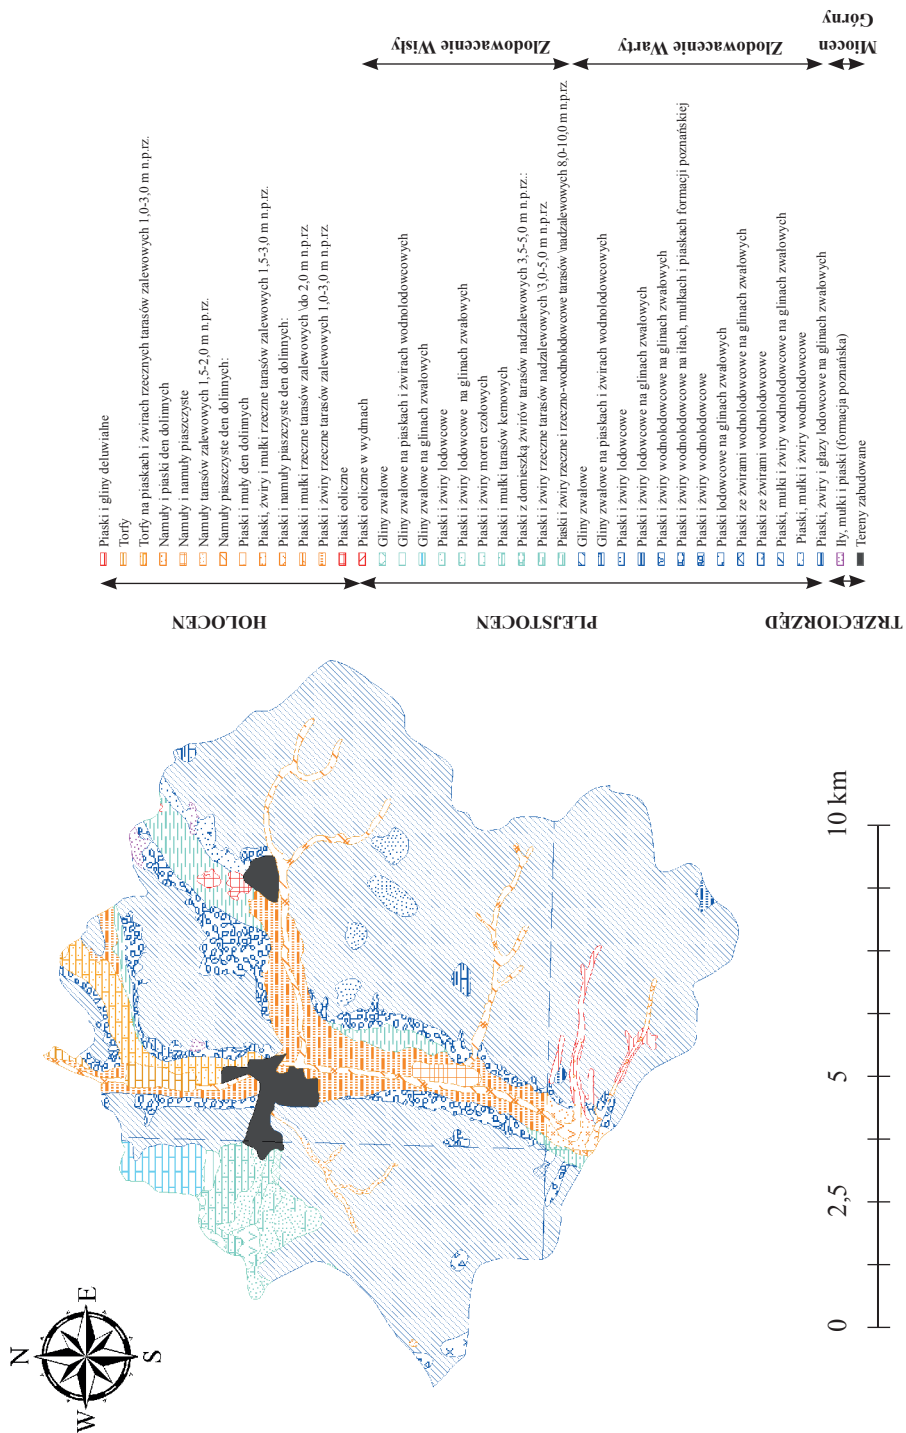 Piaski i gliny deluwialne
Torfy
Torfy na piaskach i żwirach rzecznych tarasów zalewowych 1,0-3,0 m n.p.rz.
Namuły i piaski den dolinnych
Namuły i namuły piaszczyste
Namuły tarasów zalewowych 1,5-2,0 m n.p.rz.
Namuły piaszczyste den dolinnych:
Piaski i muły den dolinnych
Piaski, żwiry i mułki rzeczne tarasów zalewowych 1,5-3,0 m n.p.rz.
Piaski i namuły piaszczyste den dolinnych:
Piaski i mułki rzeczne tarasów zalewowych \do 2,0 m n.p.rz
Piaski i żwiry rzeczne tarasów zalewowych 1,0-3,0 m n.p.rz.
Piaski eoliczne
Piaski eoliczne w wydmach
Gliny zwałowe
Gliny zwałowe na piaskach i żwirach wodnolodowcowych
Gliny zwałowe na glinach zwałowych
Piaski i żwiry lodowcowe
Piaski i żwiry lodowcowe na glinach zwałowych
Piaski i żwiry moren czołowych
Piaski i mułki tarasów kemowych
Piaski z domieszką żwirów tarasów nadzalewowych 3,5-5,0 m n.p.rz.:
Piaski i żwiry rzeczne tarasów nadzalewowych \3,0-5,0 m n.p.rz
Piaski i żwiry rzeczne i rzeczno-wodnolodowcowe tarasów \nadzalewowych 8,0-10,0 m n.p.rz.
Gliny zwałowe
Gliny zwałowe na piaskach i żwirach wodnolodowcowych
Piaski i żwiry lodowcowe
Piaski i żwiry lodowcowe na glinach zwałowych
Piaski i żwiry wodnolodowcowe na glinach zwałowych
Piaski i żwiry wodnolodowcowe na iłach, mułkach i piaskach formacji poznańskiej
Piaski i żwiry wodnolodowcowe
Piaski lodowcowe na glinach zwałowych
Piaski ze żwirami wodnolodowcowe na glinach zwałowych
Piaski ze żwirami wodnolodowcowe
Piaski, mułki i żwiry wodnolodowcowe na glinach zwałowych
Piaski, mułki i żwiry wodnolodowcowe
Piaski, żwiry i głazy lodowcowe na glinach zwałowych
Iły, mułki i piaski (formacja poznańska)
Tereny zabudowane
HOLOCEN
PLEJSTOCEN
TRZECIORZĘD
Zlodowacenie Wisły
Zlodowacenie Warty
Miocen
Górny
N
E
S
W
0
2,5
5
10 km